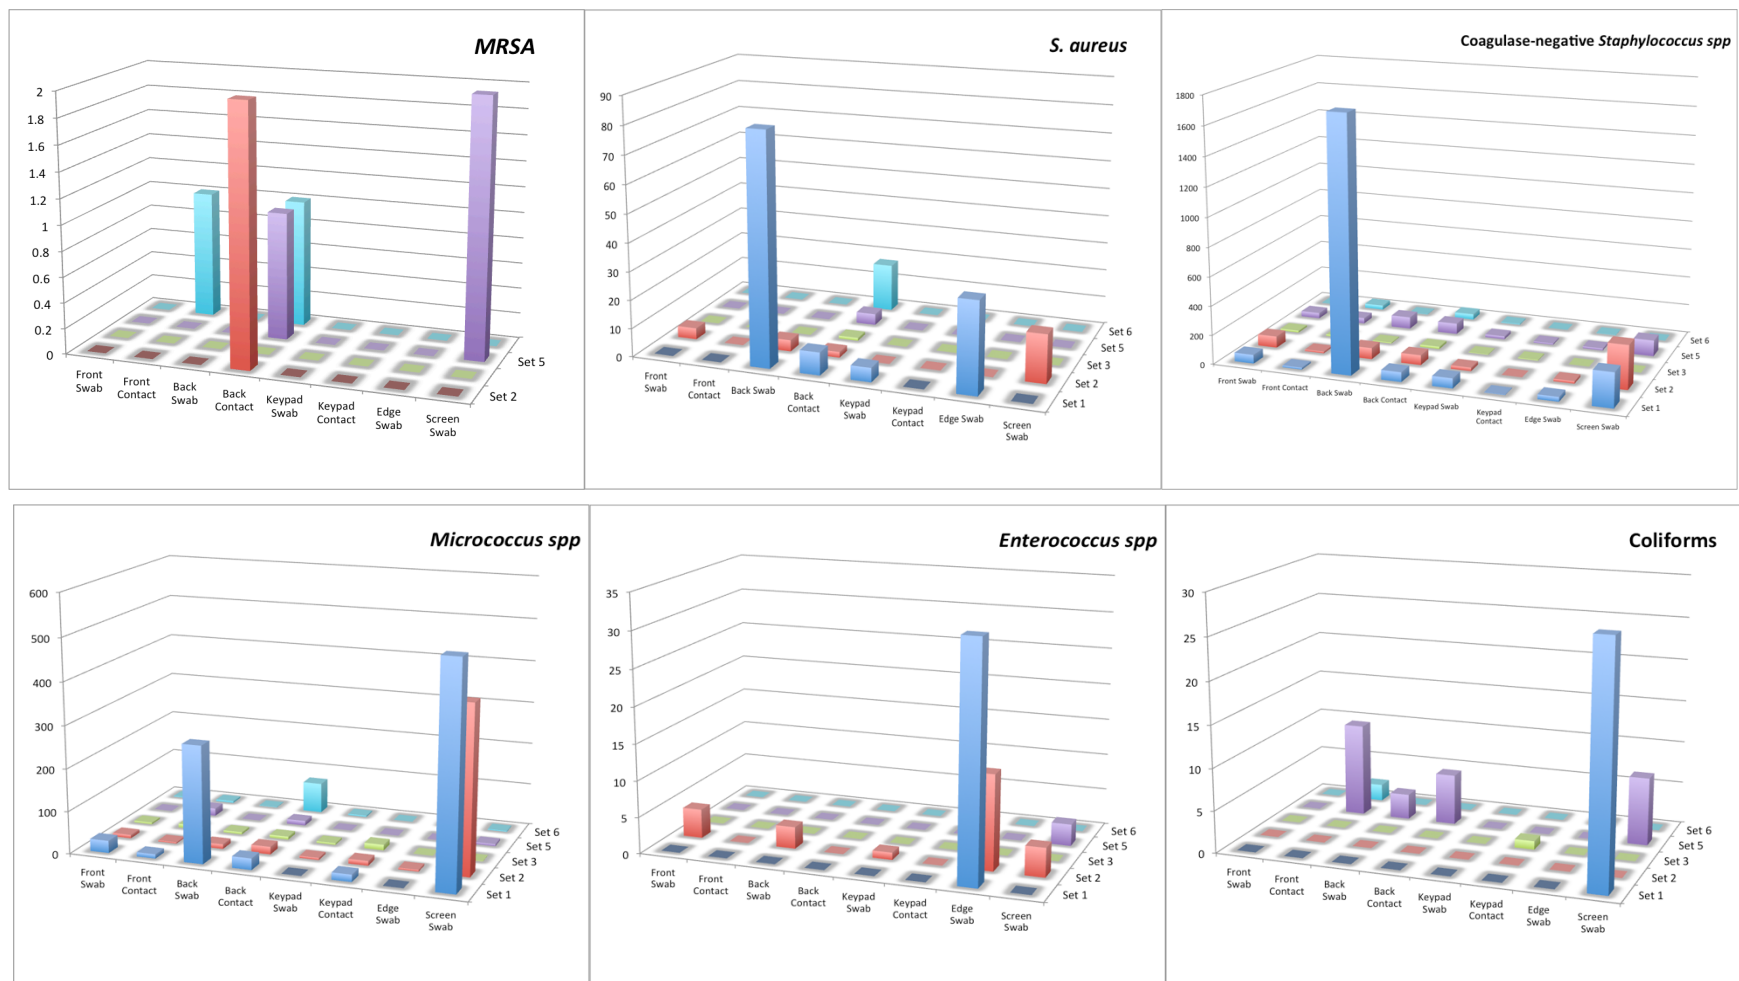 MRSA
2
1.8
1.6
1.4
1.2
1
0.8
0.6
0.4
0.2
0
Front
Swab
Front
Contact
Back
Swab
Back
Contact
Keypad
Swab
Keypad
Contact
Edge
Swab
Screen
Swab
Set 5
Set 2
S. aureus
90
80
70
60
50
40
30
20
10
0
Front
Swab
Front
Contact
Back Swab
Back
Contact
Keypad
Swab
Keypad
Contact
Edge Swab
Screen
Swab
Set 6
Set 5
Set 3
Set 2
Set 1
Coagulase-negative Staphylococcus spp
1800
1600
1400
1200
1000
800
600
400
200
0
Front Swab
Front Contact
Back Swab
Back Contact
Keypad Swab
Keypad
Contact
Edge Swab
Screen Swab
Set 6
Set 5
Set 3
Set 2
Set 1
Micrococcus spp
600
500
400
300
200
100
0
Front
Swab
Front
Contact
Back
Swab
Back
Contact
Keypad
Swab
Keypad
Contact
Edge
Swab
Screen
Swab
Set 6
Set 5
Set 3
Set 2
Set 1
Enterococcus spp
35
30
25
20
15
10
5
0
Front
Swab
Front
Contact
Back
Swab
Back
Contact
Keypad
Swab
Keypad
Contact
Edge
Swab
Screen
Swab
Set 6
Set 5
Set 3
Set 2
Set 1
Coliforms
30
25
20
15
10
5
0
Front
Swab
Front
Contact
Back
Swab
Back
Contact
Keypad
Swab
Keypad
Contact
Edge
Swab
Screen
Swab
Set 6
Set 5
Set 3
Set 2
Set 1